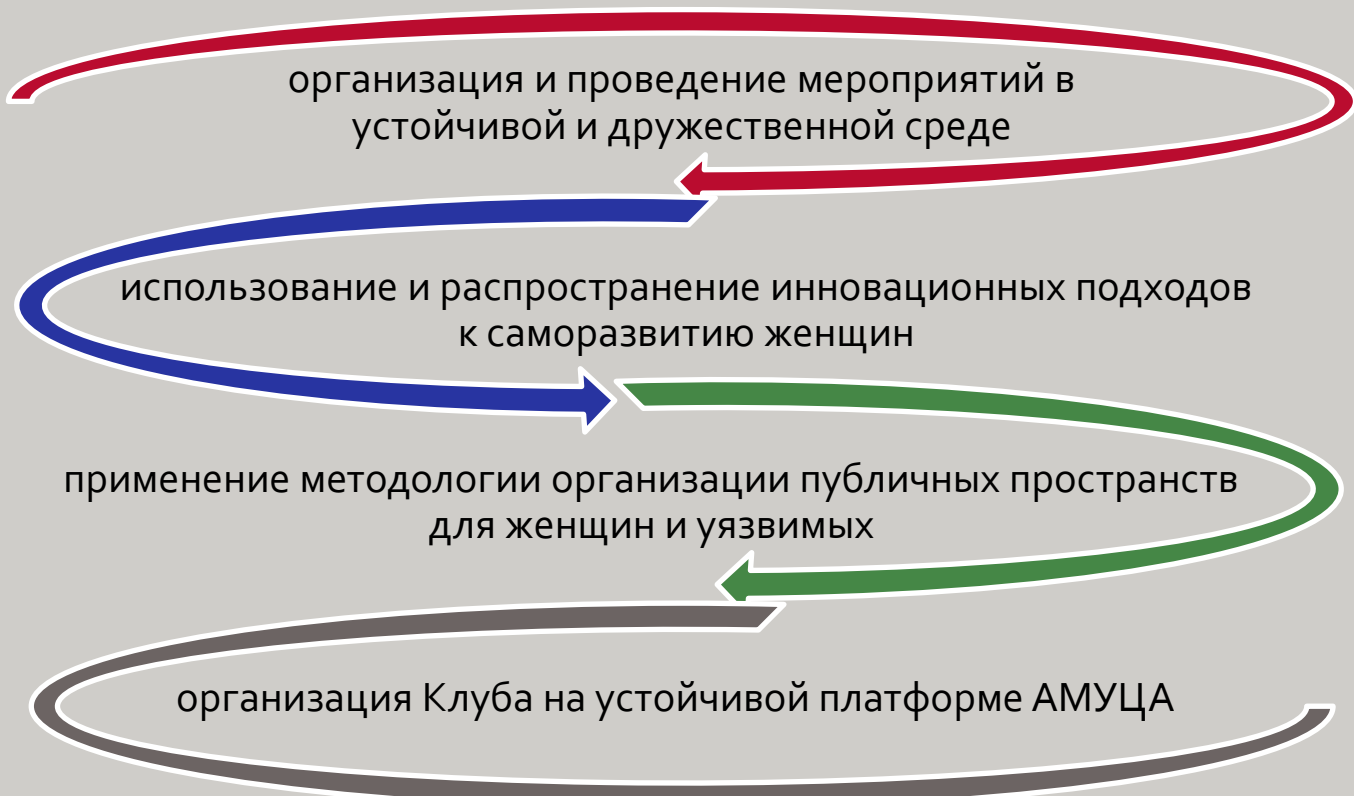 организация и проведение мероприятий в
устойчивой и дружественной среде
использование и распространение инновационных подходов
к саморазвитию женщин
применение методологии организации публичных пространств
для женщин и уязвимых
организация Клуба на устойчивой платформе АМУЦА